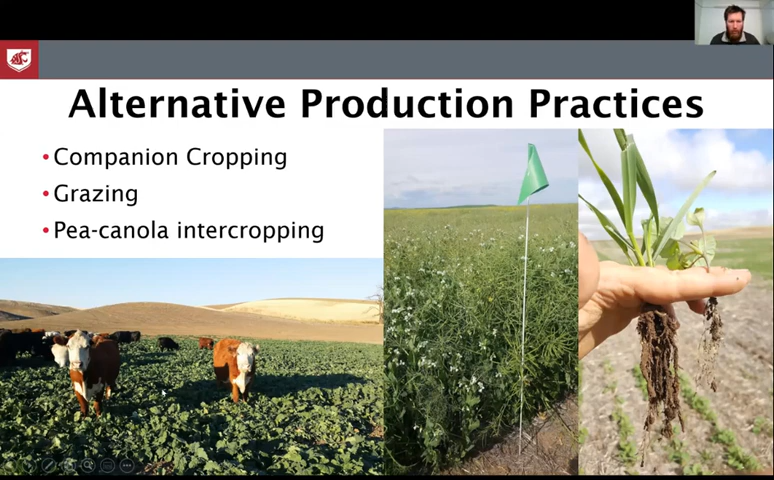 Alternative Production Practices
• Companion Cropping
• Grazing
• Pea-canola intercropping